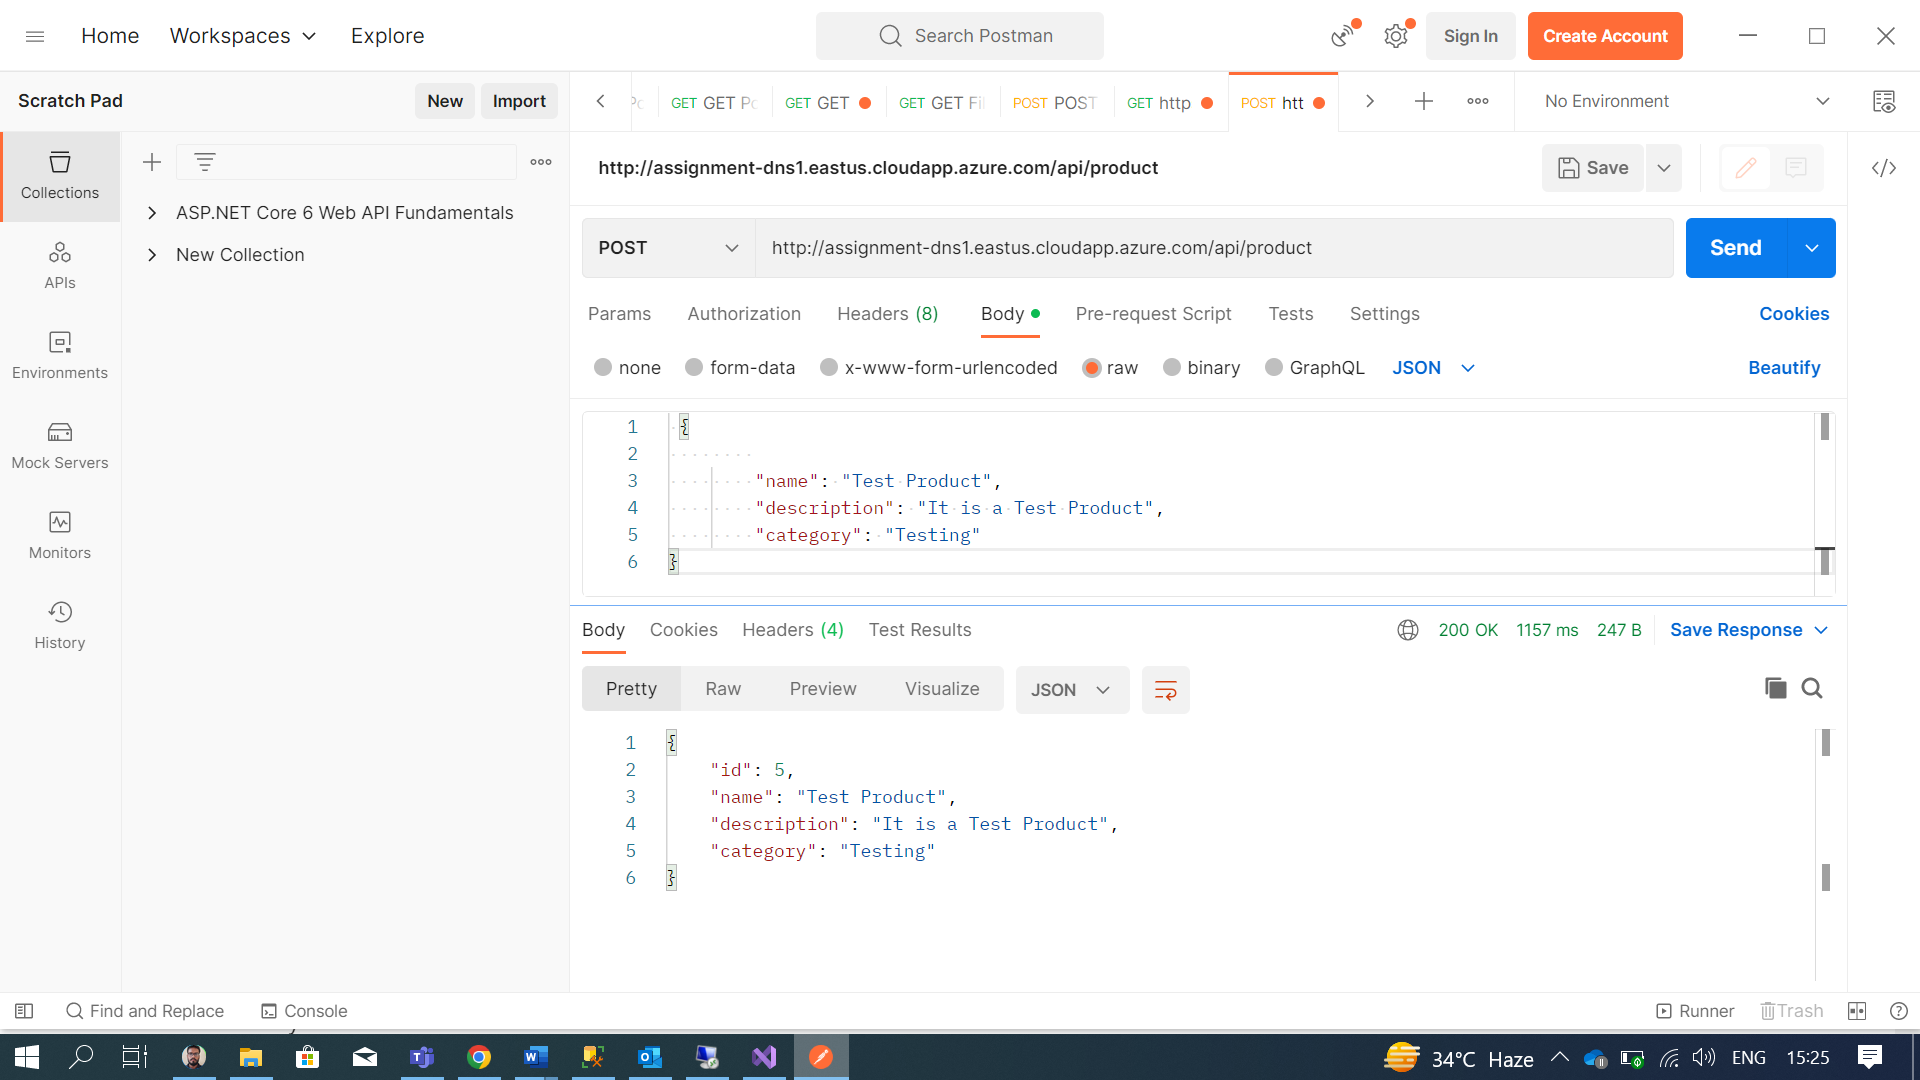 Home Workspaces Explore Search Postman Sign In Create Account
Scratch Pad New Import
GET GET Po GET GET GET GET Fil POST POST GET http POST htt No Environment
Collections
APIs
Environments
Mock Servers
Monitors
History
ASP.NET Core 6 Web API Fundamentals
New Collection
http://assignment-dns1.eastus.cloudapp.azure.com/api/product Save
POST http://assignment-dns1.eastus.cloudapp.azure.com/api/product Send
Params Authorization Headers (8) Body Pre-request Script Tests Settings Cookies
none form-data x-www-form-urlencoded raw binary GraphQL JSON Beautify
1 {
2
3 "name": "Test Product",
4 "description": "It is a Test Product",
5 "category": "Testing"
6 }
Body Cookies Headers (4) Test Results 200 OK 1157 ms 247 B Save Response
Pretty Raw Preview Visualize JSON
1 {
2 "id": 5,
3 "name": "Test Product",
4 "description": "It is a Test Product",
5 "category": "Testing"
6 }
Find and Replace Console Runner Trash
34°C Haze ENG 15:25